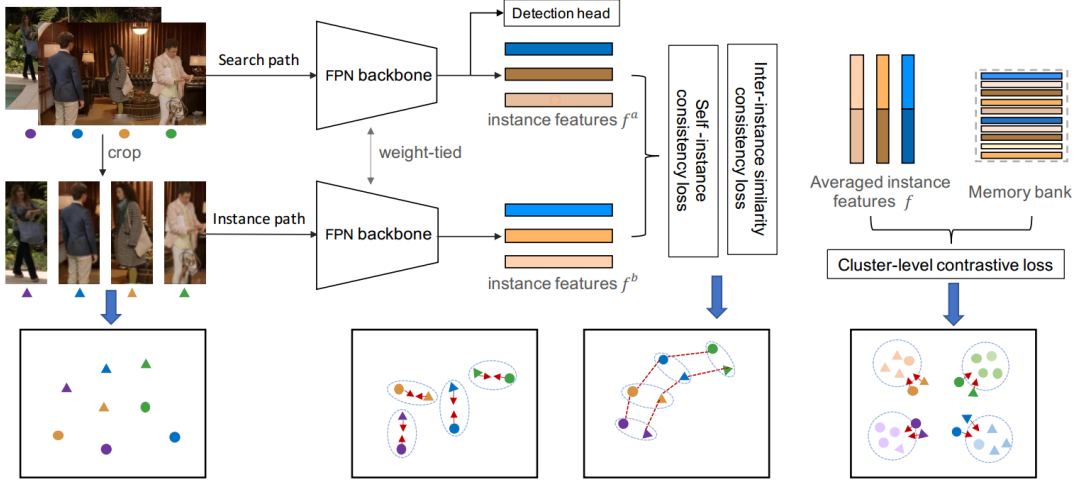 Detection head
Search path
FPN backbone
instance features f^a
crop
weight-tied
Instance path
FPN backbone
instance features f^b
Self -instance
consistency loss
Inter-instance similarity
consistency loss
Averaged instance
features f
Memory bank
Cluster-level contrastive loss